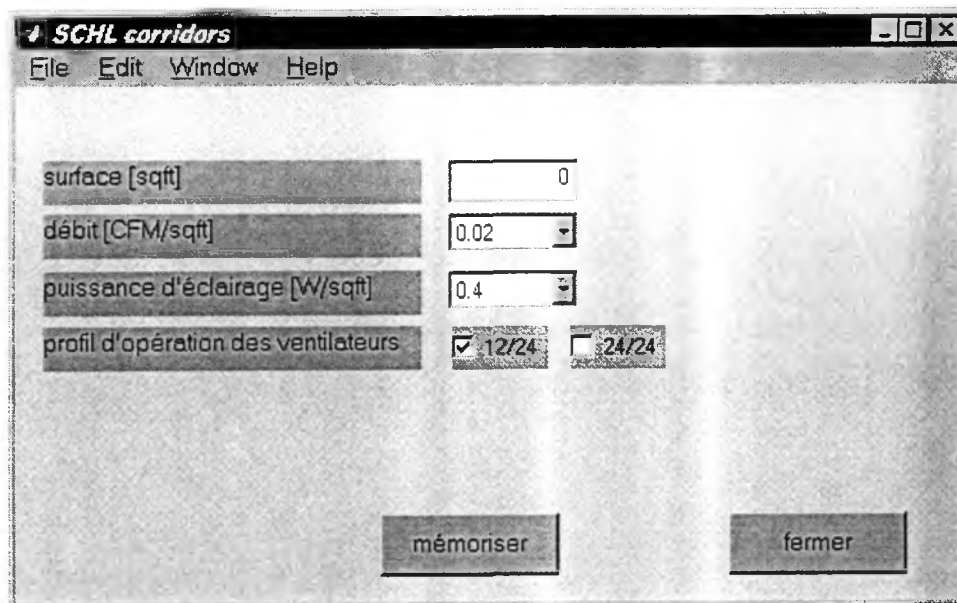 SCHL corridors
File Edit Window Help
surface [sqft] 0
débit [CFM/sqft] 0.02
puissance d'éclairage [W/sqft] 0.4
profil d'opération des ventilateurs 12/24 24/24
mémoriser fermer